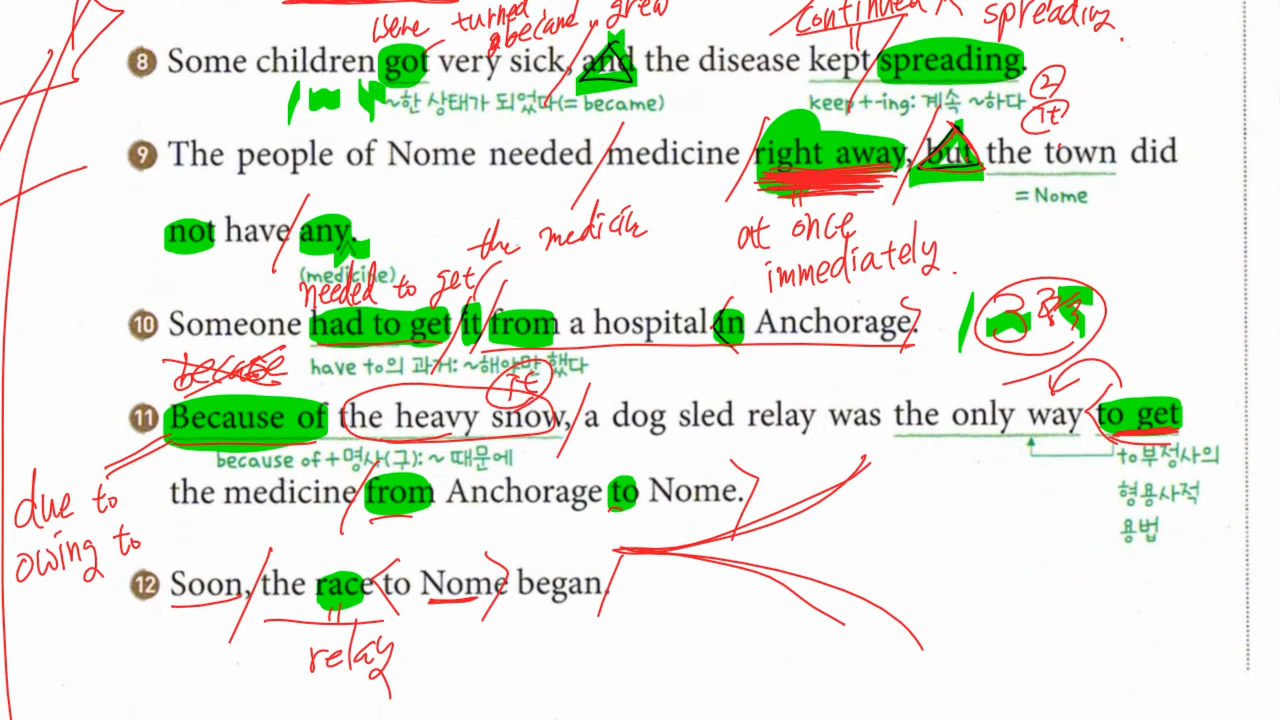 were turned grew
became continued spreading.
⑧ Some children got very sick, and the disease kept spreading.
~한 상태가 되었다(= became) keep+-ing: 계속 ~하다
② it
⑨ The people of Nome needed medicine right away, but the town did
= Nome
not have any.
the medicine at once
(medicine) immediately.
needed to get
⑩ Someone had to get it from a hospital in Anchorage.
because have to의 과거: ~해야만 했다
it
⑪ Because of the heavy snow, a dog sled relay was the only way to get
because of+명사(구): ~ 때문에 to부정사의
the medicine from Anchorage to Nome. 형용사적
due to 용법
owing to
⑫ Soon, the race to Nome began.
relay